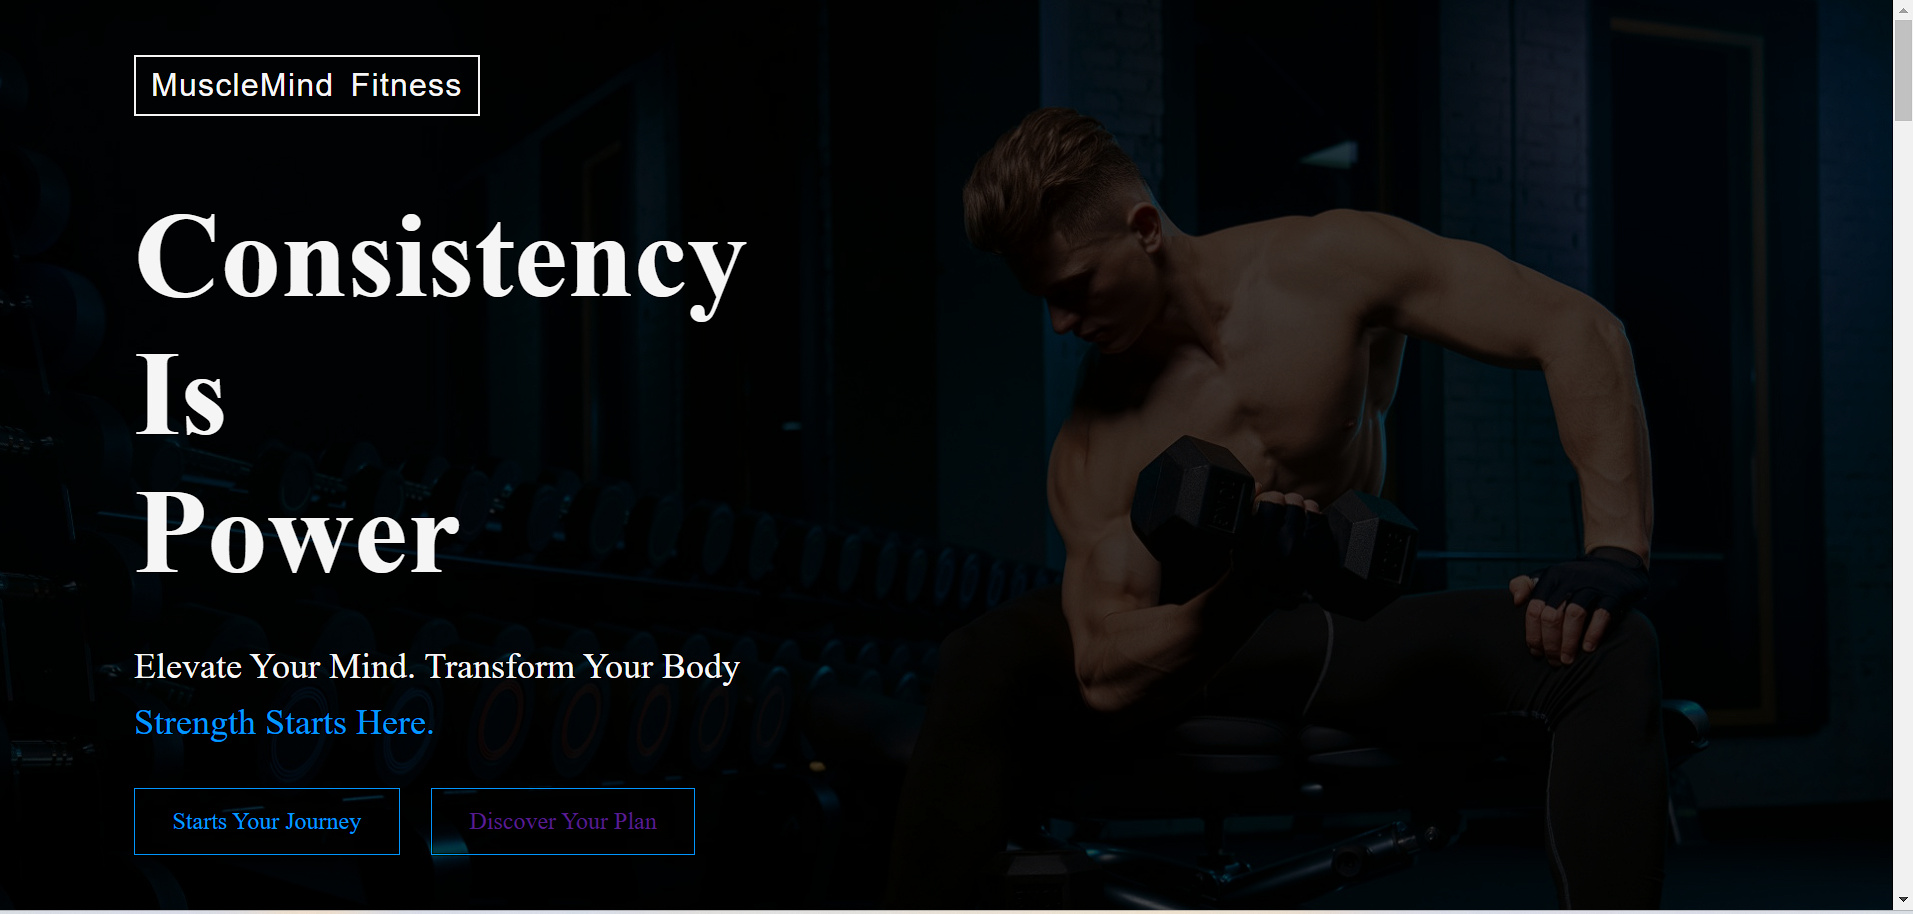 MuscleMind Fitness
Consistency
Is
Power
Elevate Your Mind. Transform Your Body
Strength Starts Here.
Starts Your Journey
Discover Your Plan